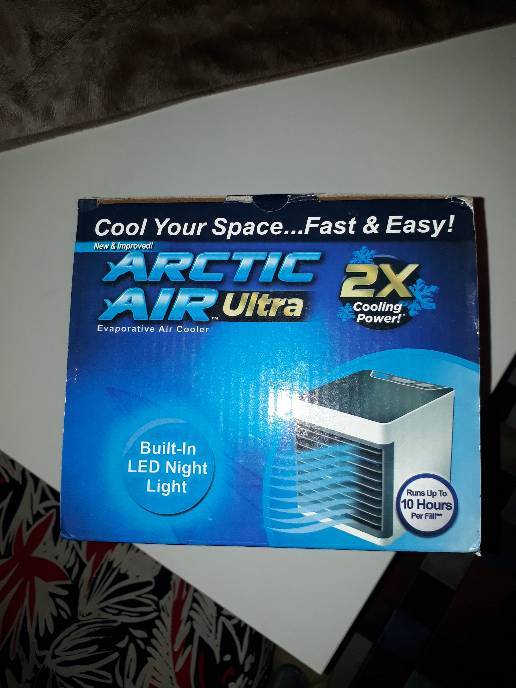 Cool Your Space...Fast & Easy!
New & Improved!
ARCTIC
AIR™ Ultra
Evaporative Air Cooler
2X
Cooling
Power!*
Built-In
LED Night
Light
Runs Up To
10 Hours
Per Fill**